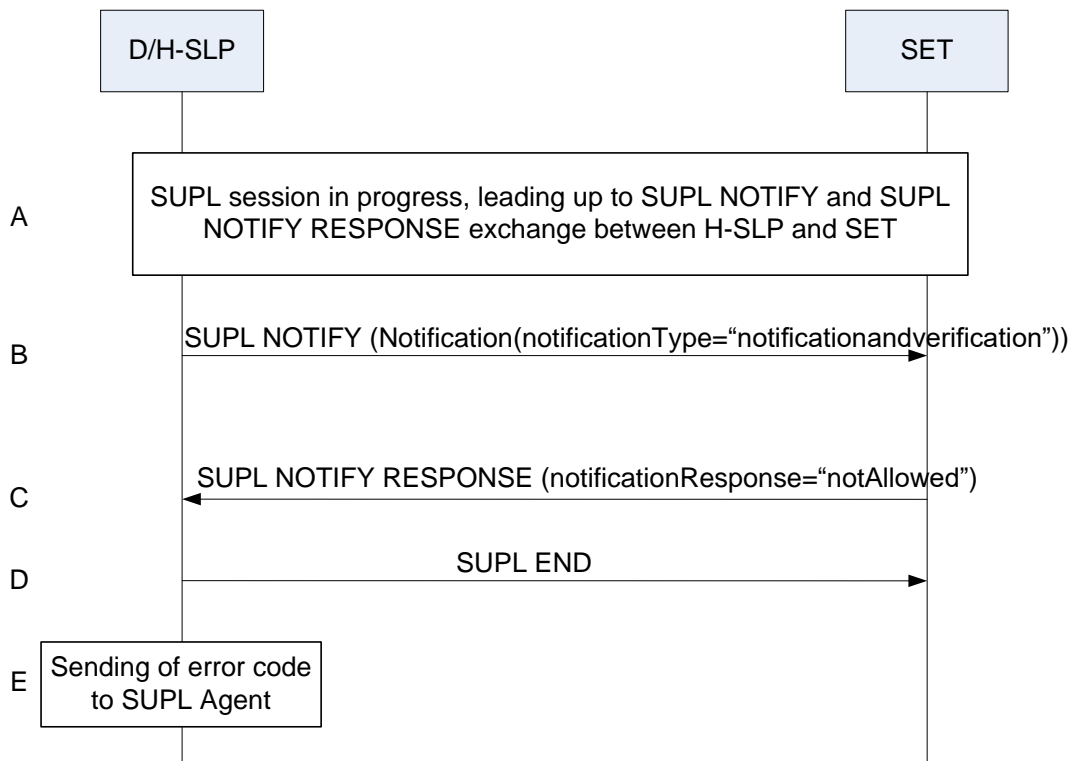 D/H-SLP
SET
A
SUPL session in progress, leading up to SUPL NOTIFY and SUPL
NOTIFY RESPONSE exchange between H-SLP and SET
B
SUPL NOTIFY (Notification(notificationType=“notificationandverification”))
C
SUPL NOTIFY RESPONSE (notificationResponse=“notAllowed”)
D
SUPL END
E
Sending of error code
to SUPL Agent